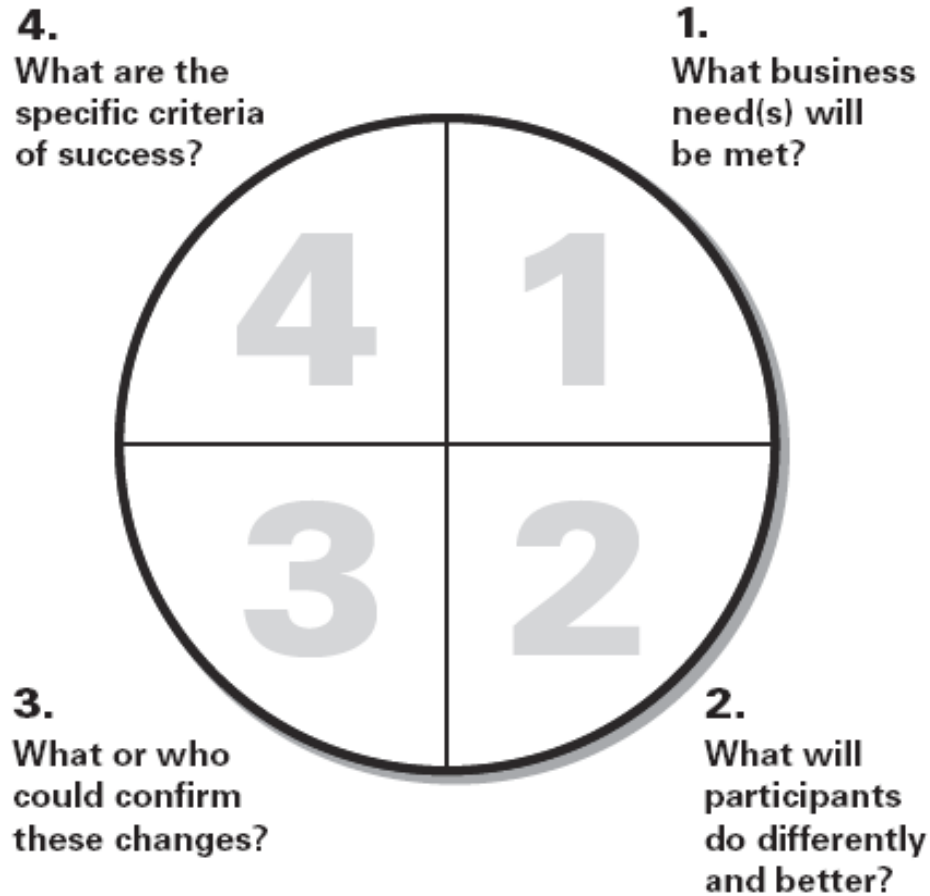 4.
What are the
specific criteria
of success?
1.
What business
need(s) will
be met?
4
1
3
2
3.
What or who
could confirm
these changes?
2.
What will
participants
do differently
and better?